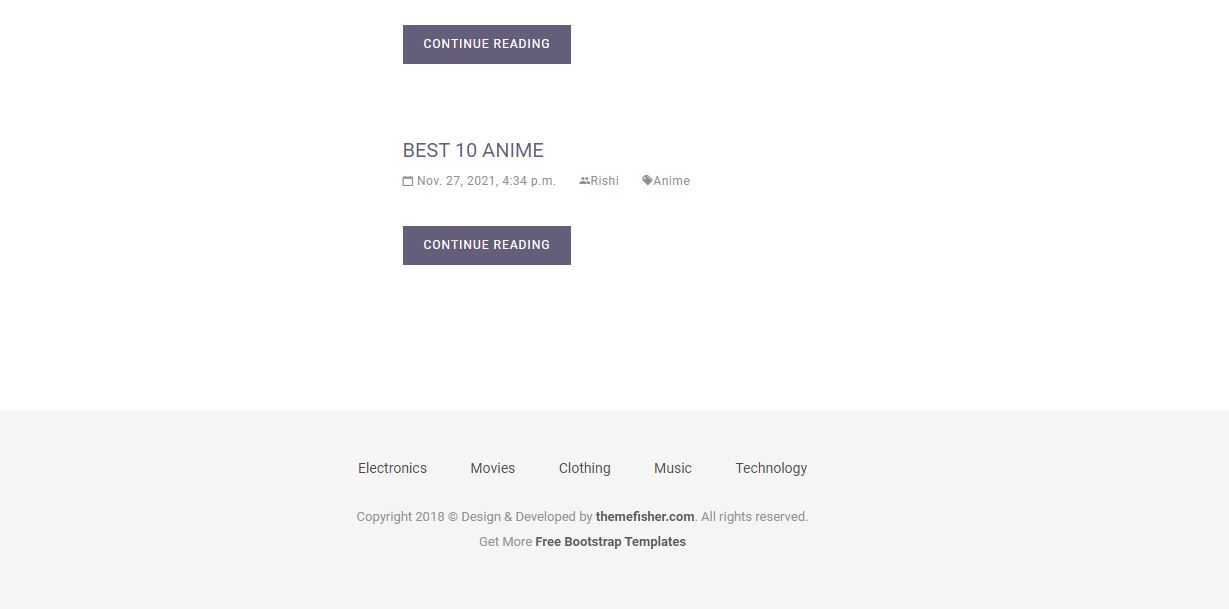 CONTINUE READING
BEST 10 ANIME
Nov. 27, 2021, 4:34 p.m. Rishi Anime
CONTINUE READING
Electronics Movies Clothing Music Technology
Copyright 2018 © Design & Developed by themefisher.com. All rights reserved.
Get More Free Bootstrap Templates